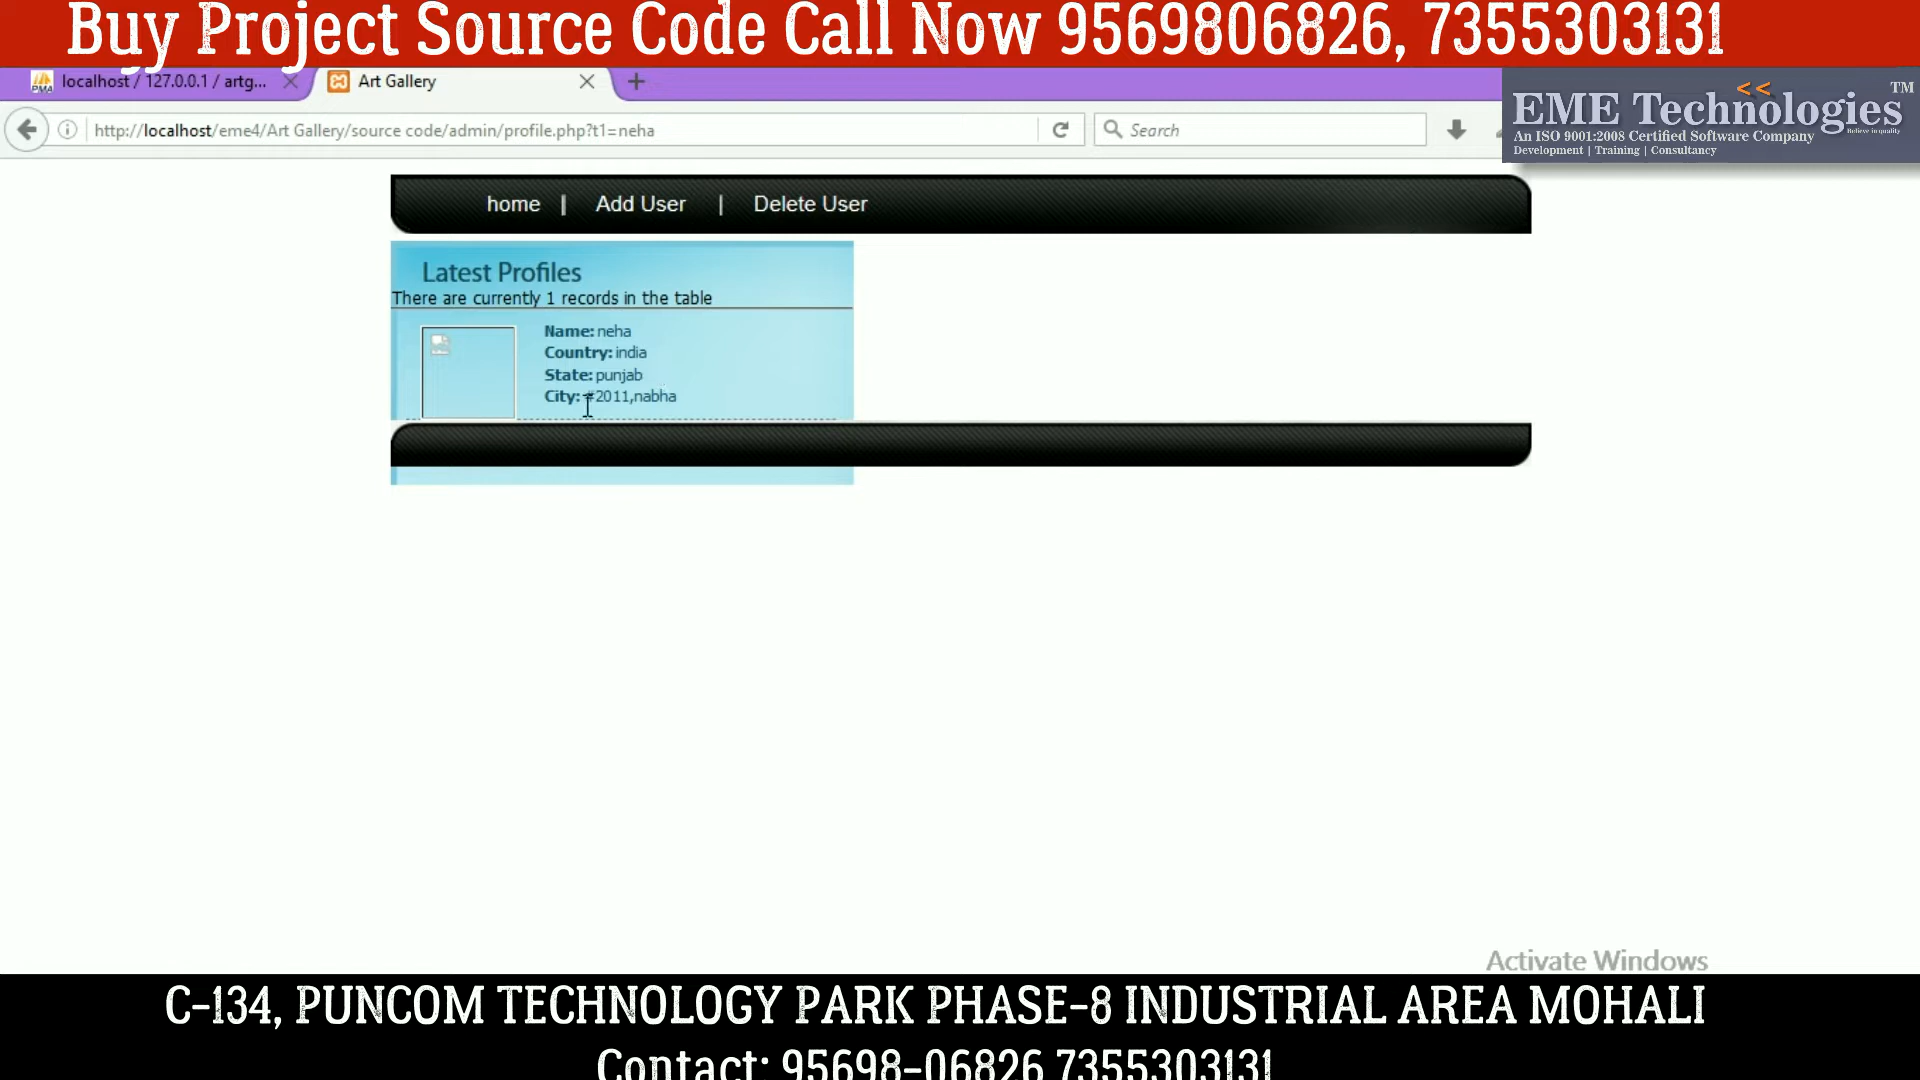 Buy Project Source Code Call Now 9569806826, 7355303131
localhost / 127.0.0.1 / artg...
Art Gallery
http://localhost/eme4/Art Gallery/source code/admin/profile.php?t1=neha
Search
EME Technologies TM
Believe in quality
An ISO 9001:2008 Certified Software Company
Development | Training | Consultancy
home | Add User | Delete User
Latest Profiles
There are currently 1 records in the table
Name: neha
Country: india
State: punjab
City: #2011,nabha
Activate Windows
C-134, PUNCOM TECHNOLOGY PARK PHASE-8 INDUSTRIAL AREA MOHALI
Contact: 95698-06826 7355303131